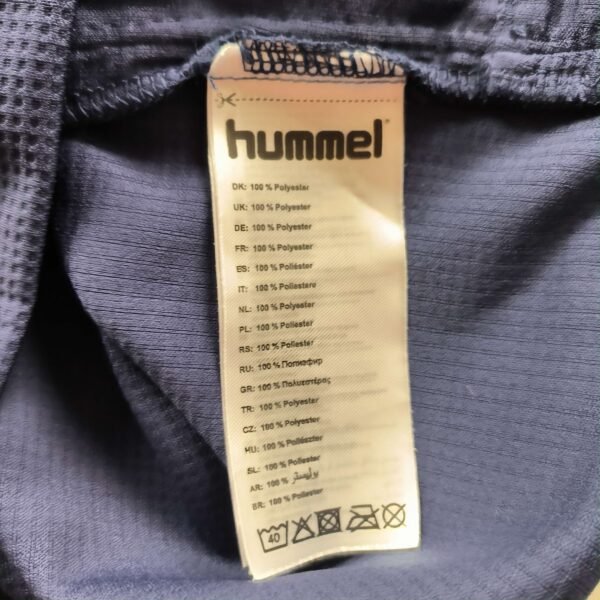 hummel
DK: 100 % Polyester
UK: 100 % Polyester
DE: 100 % Polyester
FR: 100 % Polyester
ES: 100 % Poliéster
IT: 100 % Poliestere
NL: 100 % Polyester
PL: 100 % Poliester
RS: 100 % Poliester
RU: 100 % Полиэфир
GR: 100 % Πολυεστέρας
TR: 100 % Polyester
CZ: 100 % Polyester
HU: 100 % Poliészter
SL: 100 % Poliester
AR: 100 % بوليستر
BR: 100 % Poliester
40